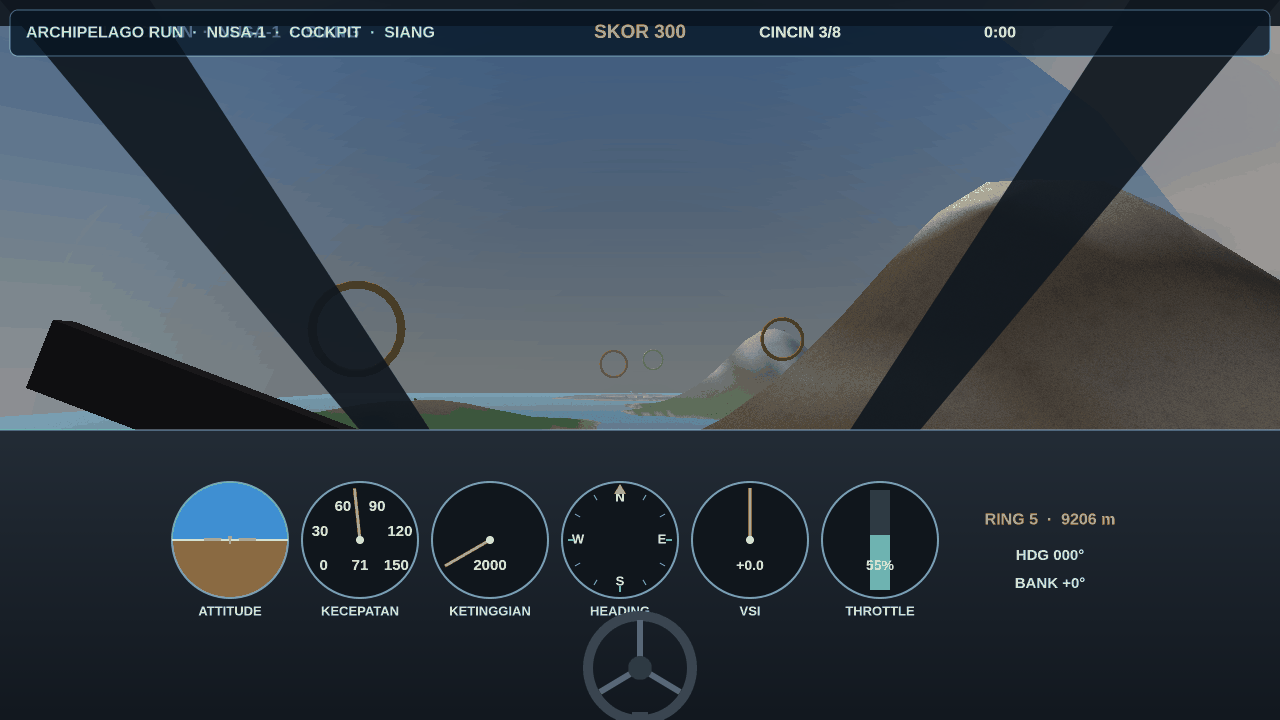 ARCHIPELAGO RUN · NUSA-1 · COCKPIT · SIANG
SKOR 300
CINCIN 3/8
0:00
60 90
30 120
0 71 150
2000
N
W E
S
+0.0
55%
ATTITUDE
KECEPATAN
KETINGGIAN
HEADING
VSI
THROTTLE
RING 5 · 9206 m
HDG 000°
BANK +0°